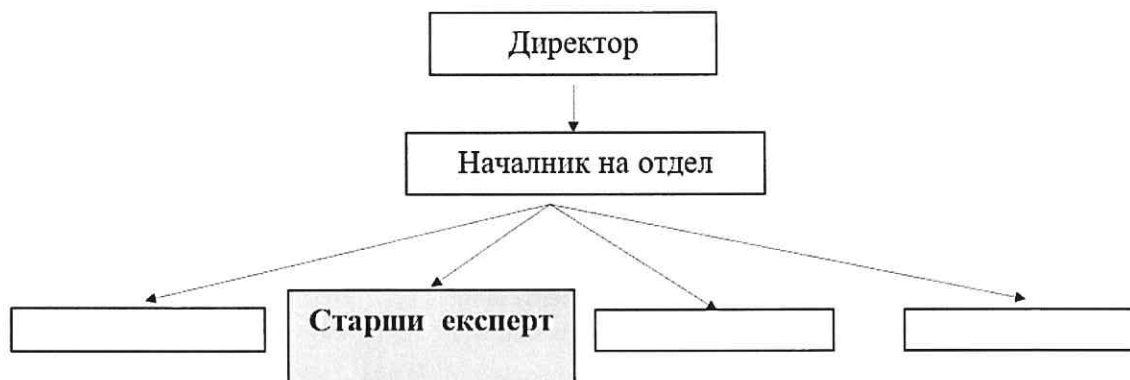 Директор
Началник на отдел
Старши експерт